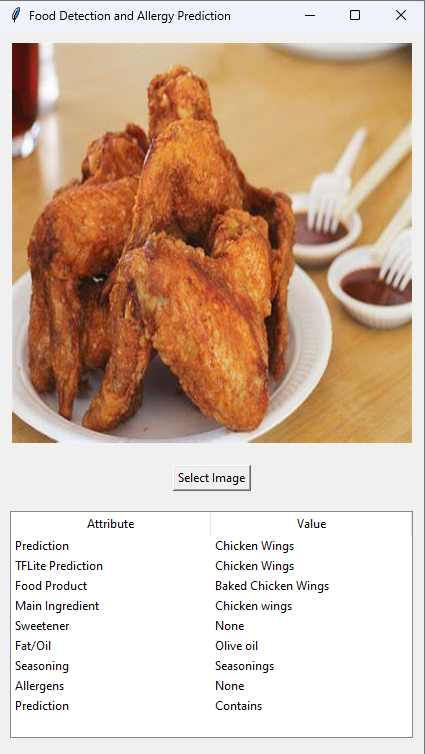 Food Detection and Allergy Prediction
Select Image
Attribute Value
Prediction Chicken Wings
TFLite Prediction Chicken Wings
Food Product Baked Chicken Wings
Main Ingredient Chicken wings
Sweetener None
Fat/Oil Olive oil
Seasoning Seasonings
Allergens None
Prediction Contains